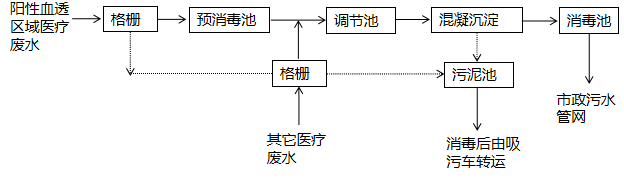 阳性血透
区域医疗
废水
格栅
预消毒池
调节池
混凝沉淀
消毒池
格栅
污泥池
其它医疗
废水
消毒后由吸
污车转运
市政污水
管网